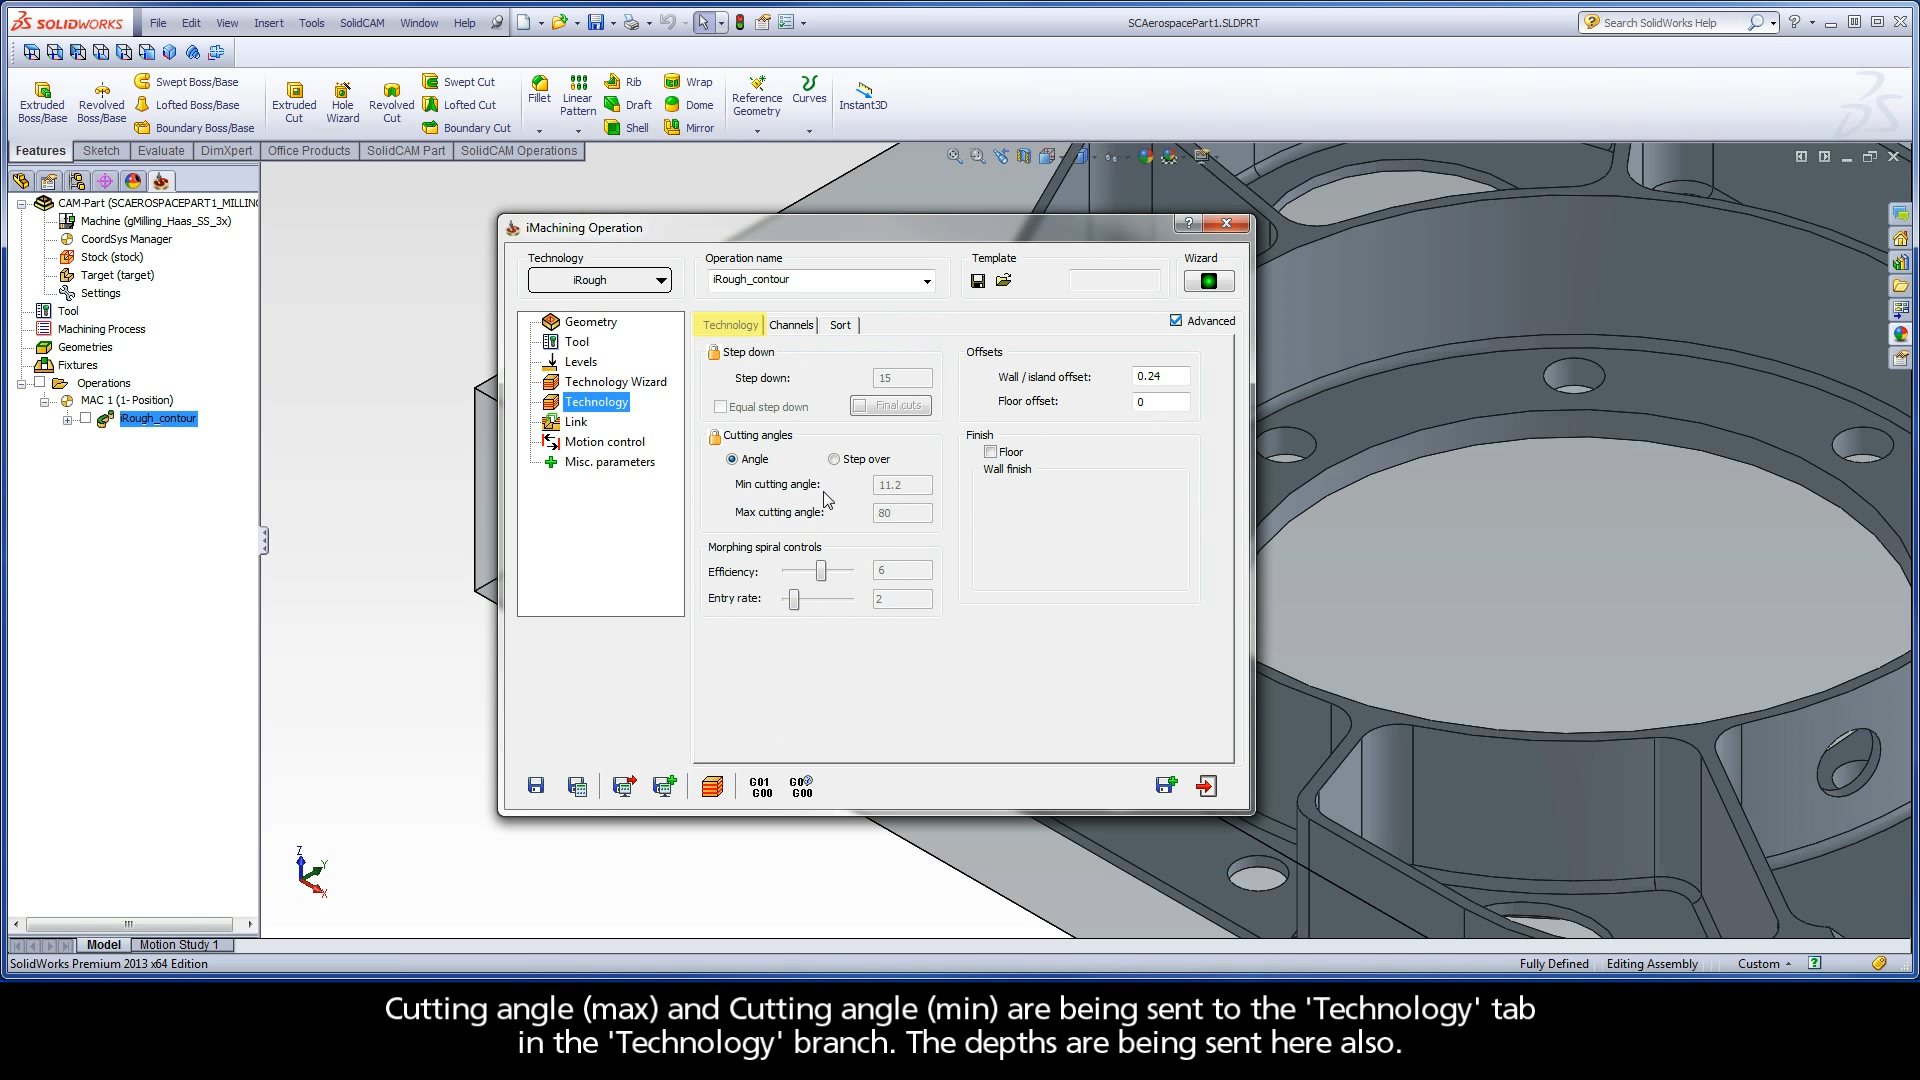 SOLIDWORKS File Edit View Insert Tools SolidCAM Window Help SCAerospacePart1.SLDPRT Search SolidWorks Help
Extruded Boss/Base
Revolved Boss/Base
Swept Boss/Base
Lofted Boss/Base
Boundary Boss/Base
Extruded Cut
Hole Wizard
Revolved Cut
Swept Cut
Lofted Cut
Boundary Cut
Fillet
Linear Pattern
Rib
Draft
Shell
Wrap
Dome
Mirror
Reference Geometry
Curves
Instant3D
Features Sketch Evaluate DimXpert Office Products SolidCAM Part SolidCAM Operations
CAM-Part (SCAEROSPACEPART1_MILLING
Machine (gMilling_Haas_SS_3x)
CoordSys Manager
Stock (stock)
Target (target)
Settings
Tool
Machining Process
Geometries
Fixtures
Operations
MAC 1 (1- Position)
iRough_contour
iMachining Operation
Technology
iRough
Operation name
iRough_contour
Template
Wizard
Geometry
Tool
Levels
Technology Wizard
Technology
Link
Motion control
Misc. parameters
Technology Channels Sort
Advanced
Step down
Step down: 15
Equal step down Final cuts
Cutting angles
Angle Step over
Min cutting angle: 11.2
Max cutting angle: 80
Morphing spiral controls
Efficiency: 6
Entry rate: 2
Offsets
Wall / island offset: 0.24
Floor offset: 0
Finish
Floor
Wall finish
G01
G00
G0
G00
Z
Y
X
Model Motion Study 1
SolidWorks Premium 2013 x64 Edition Fully Defined Editing Assembly Custom
Cutting angle (max) and Cutting angle (min) are being sent to the 'Technology' tab
in the 'Technology' branch. The depths are being sent here also.